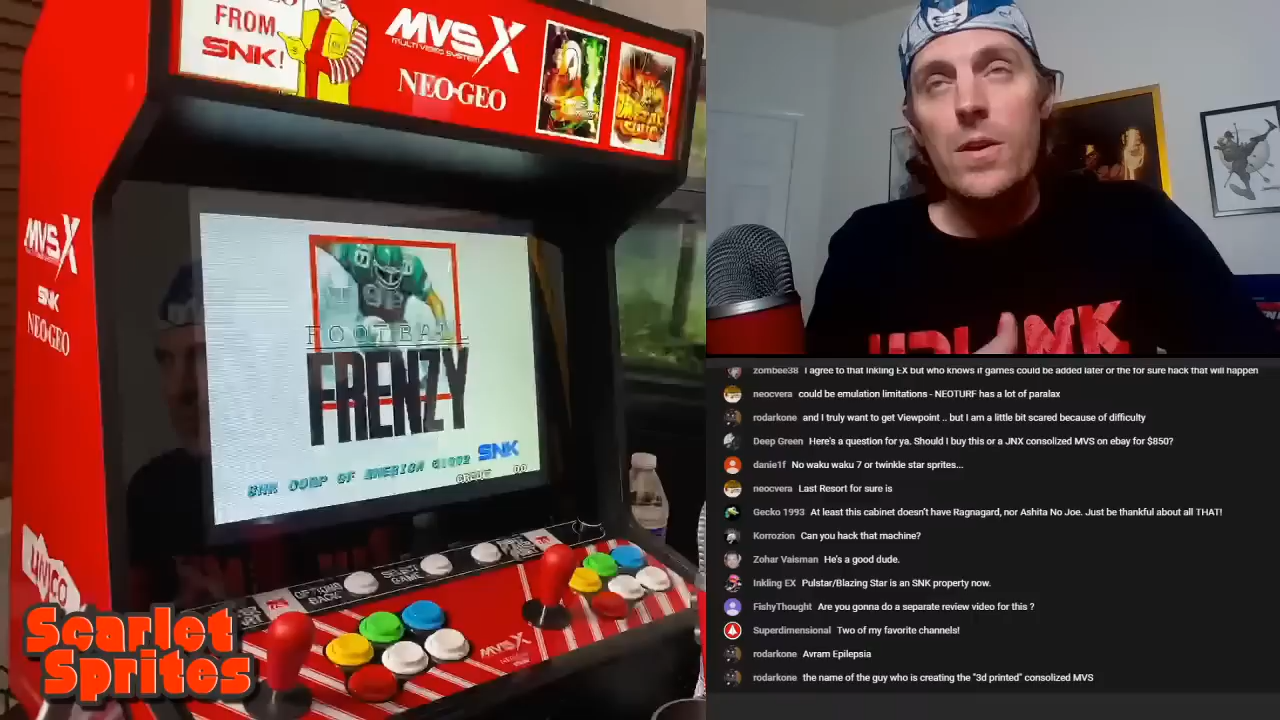 FROM
SNK!
MVSX
MULTI VIDEO SYSTEM
NEO·GEO
MVSX
SNK
NEO·GEO
FOOTBALL
FRENZY
SNK
SNK CORP OF AMERICA ©1992
CREDIT 00
UNICO
OPTIONS
BACK
SELECT
GAME
MVSX
Scarlet
Sprites
zombee38 I agree to that Inkling EX but who knows if games could be added later or the for sure hack that will happen
neocvera could be emulation limitations - NEOTURF has a lot of paralax
rodarkone and I truly want to get Viewpoint .. but I am a little bit scared because of difficulty
Deep Green Here's a question for ya. Should I buy this or a JNX consolized MVS on ebay for $850?
danie1f No waku waku 7 or twinkle star sprites...
neocvera Last Resort for sure is
Gecko 1993 At least this cabinet doesn't have Ragnagard, nor Ashita No Joe. Just be thankful about all THAT!
Korrozion Can you hack that machine?
Zohar Vaisman He's a good dude.
Inkling EX Pulstar/Blazing Star is an SNK property now.
FishyThought Are you gonna do a separate review video for this ?
Superdimensional Two of my favorite channels!
rodarkone Avram Epilepsia
rodarkone the name of the guy who is creating the "3d printed" consolized MVS